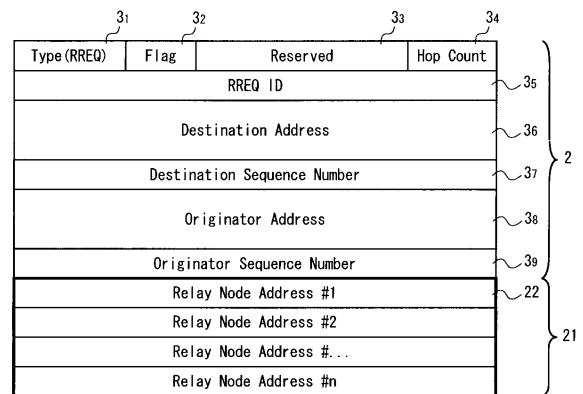 31 32 33 34
Type(RREQ) Flag Reserved Hop Count
RREQ ID 35
Destination Address 36
2
Destination Sequence Number 37
Originator Address 38
Originator Sequence Number 39
Relay Node Address #1 22
Relay Node Address #2
21
Relay Node Address #...
Relay Node Address #n